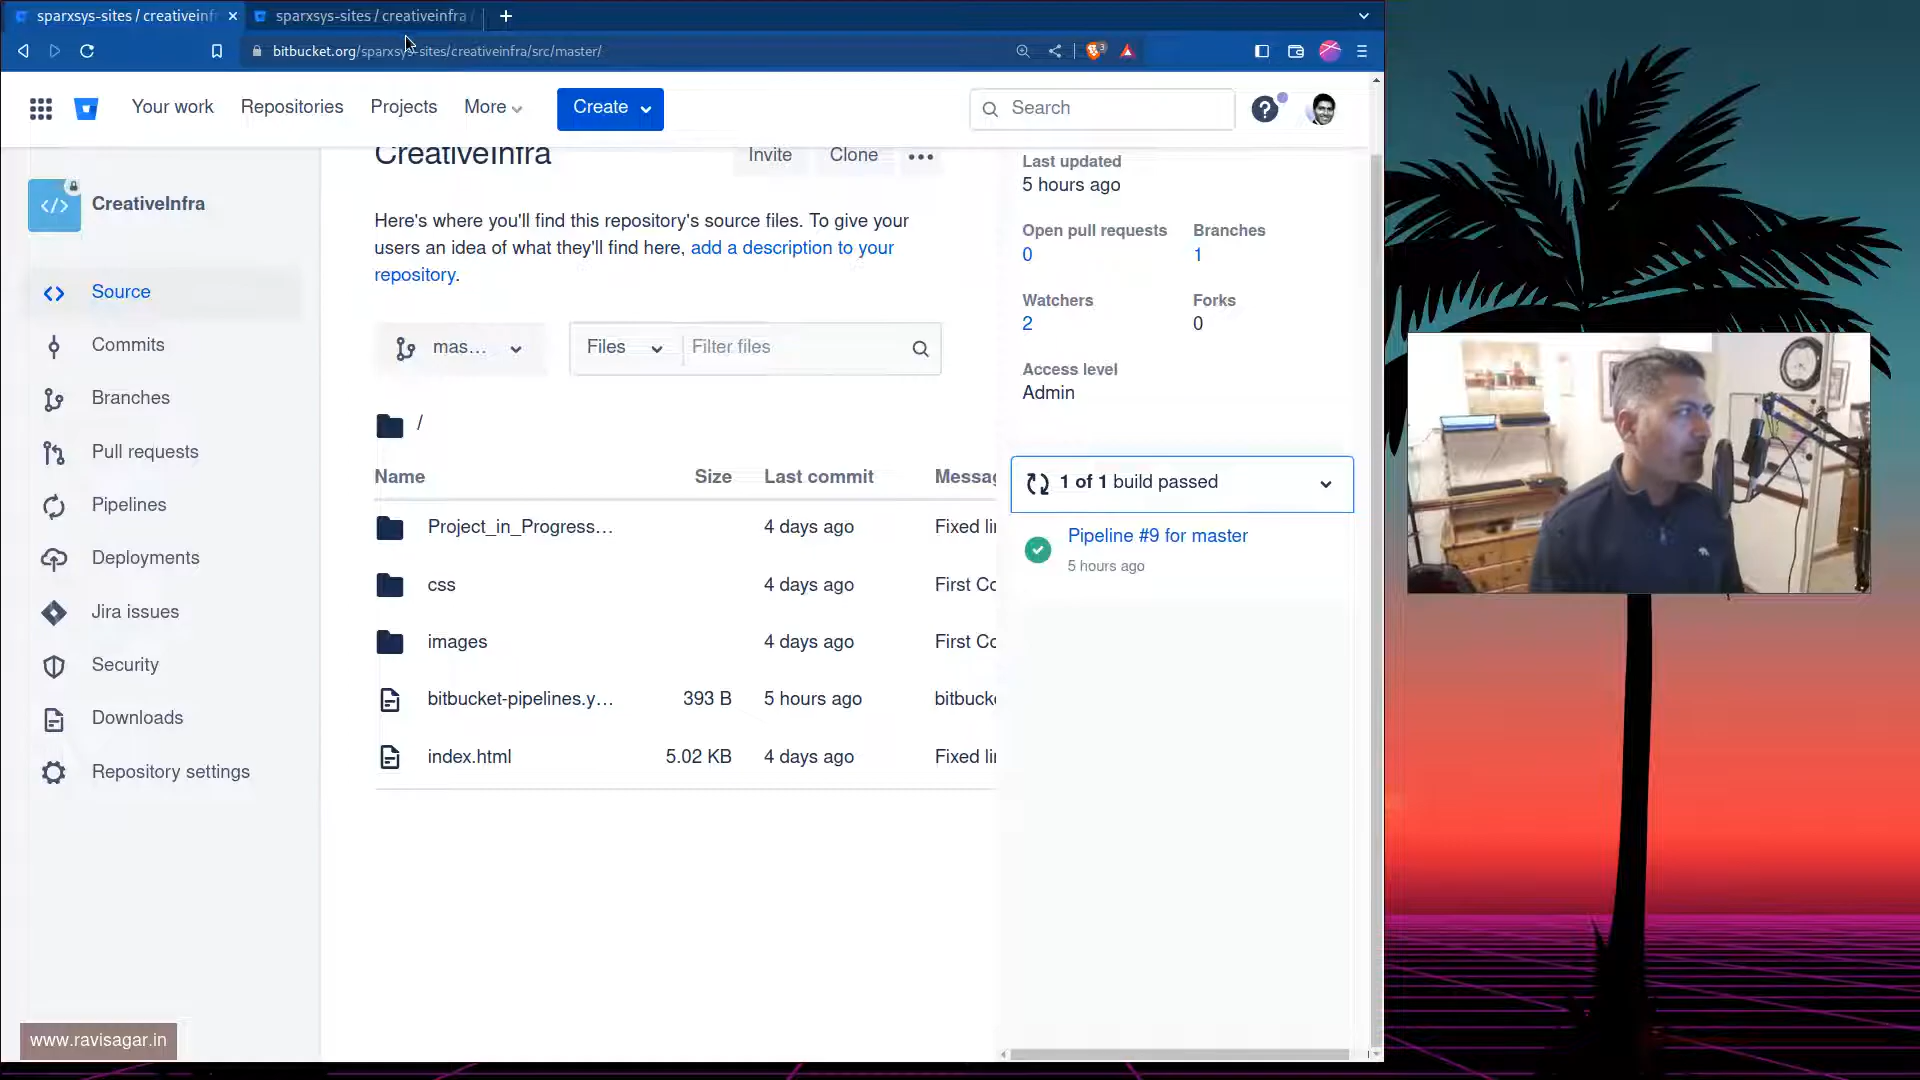 sparxsys-sites / creativeinf
sparxsys-sites / creativeinfra
bitbucket.org/sparxsys-sites/creativeinfra/src/master/
3
Your work
Repositories
Projects
More
Create
Search
?
CreativeInfra
Invite
Clone
Last updated
5 hours ago
CreativeInfra
Here's where you'll find this repository's source files. To give your
users an idea of what they'll find here, add a description to your
repository.
Open pull requests
Branches
0
1
Watchers
Forks
2
0
Access level
Admin
Source
Commits
Branches
Pull requests
Pipelines
Deployments
Jira issues
Security
Downloads
Repository settings
mas...
Files
Filter files
/
Name Size Last commit Messag
Project_in_Progress... 4 days ago Fixed li
css 4 days ago First Co
images 4 days ago First Co
bitbucket-pipelines.y... 393 B 5 hours ago bitbuck
index.html 5.02 KB 4 days ago Fixed li
1 of 1 build passed
Pipeline #9 for master
5 hours ago
www.ravisagar.in